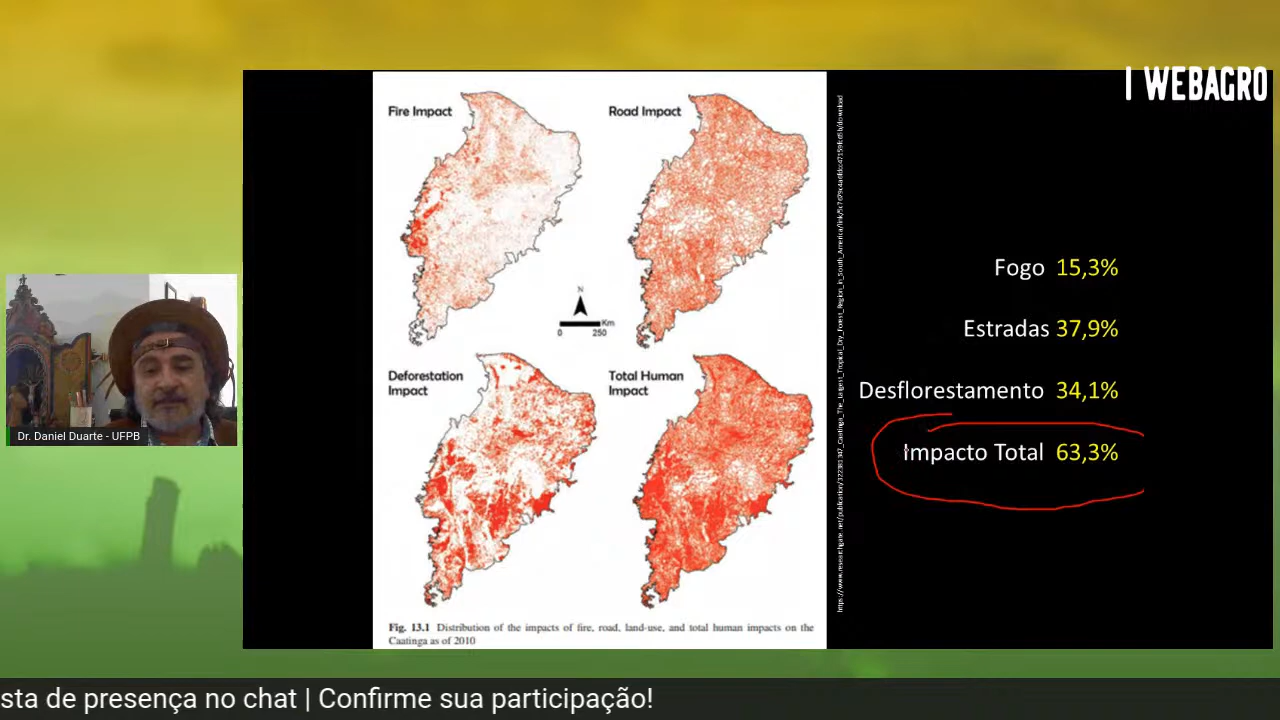 I WEBAGRO
Fire Impact
Road Impact
N
Km
0 250
Deforestation
Impact
Total Human
Impact
Fig. 13.1 Distribution of the impacts of fire, road, land-use, and total human impacts on the
Caatinga as of 2010
Fogo 15,3%
Estradas 37,9%
Desflorestamento 34,1%
Impacto Total 63,3%
Dr. Daniel Duarte - UFPB
sta de presença no chat | Confirme sua participação!